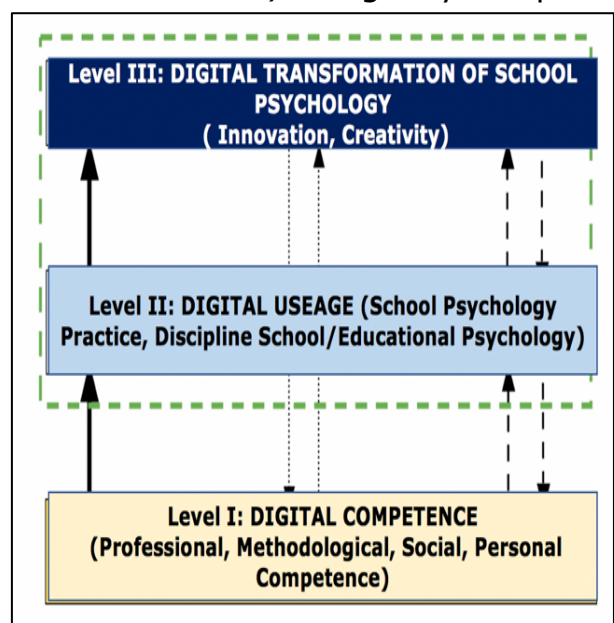 Level III: DIGITAL TRANSFORMATION OF SCHOOL
PSYCHOLOGY
( Innovation, Creativity)
Level II: DIGITAL USEAGE (School Psychology
Practice, Discipline School/Educational Psychology)
Level I: DIGITAL COMPETENCE
(Professional, Methodological, Social, Personal
Competence)